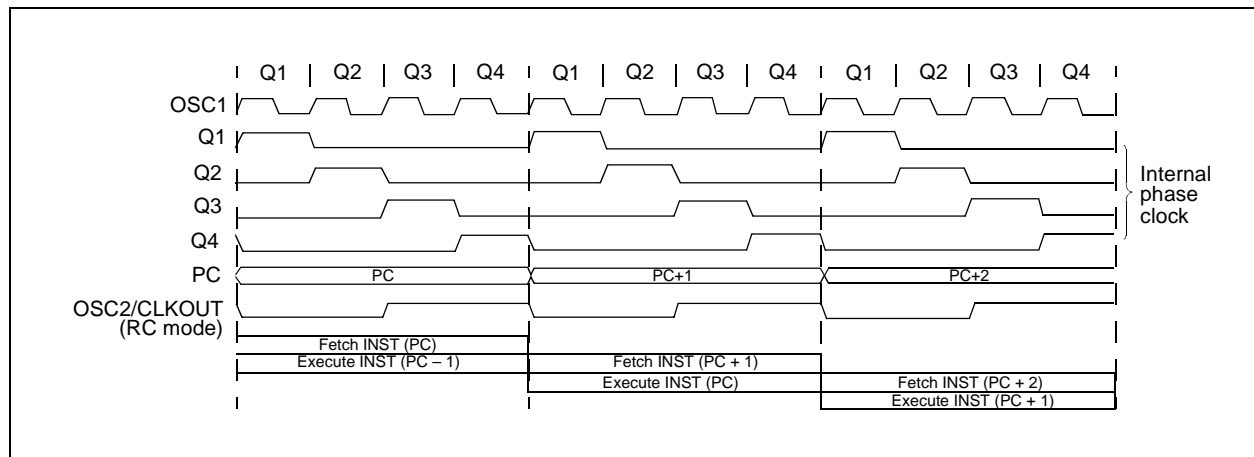 Q1 Q2 Q3 Q4 Q1 Q2 Q3 Q4 Q1 Q2 Q3 Q4
OSC1
Q1
Q2
Q3
Q4
Internal
phase
clock
PC PC PC+1 PC+2
OSC2/CLKOUT
(RC mode)
Fetch INST (PC)
Execute INST (PC – 1) Fetch INST (PC + 1)
Execute INST (PC) Fetch INST (PC + 2)
Execute INST (PC + 1)